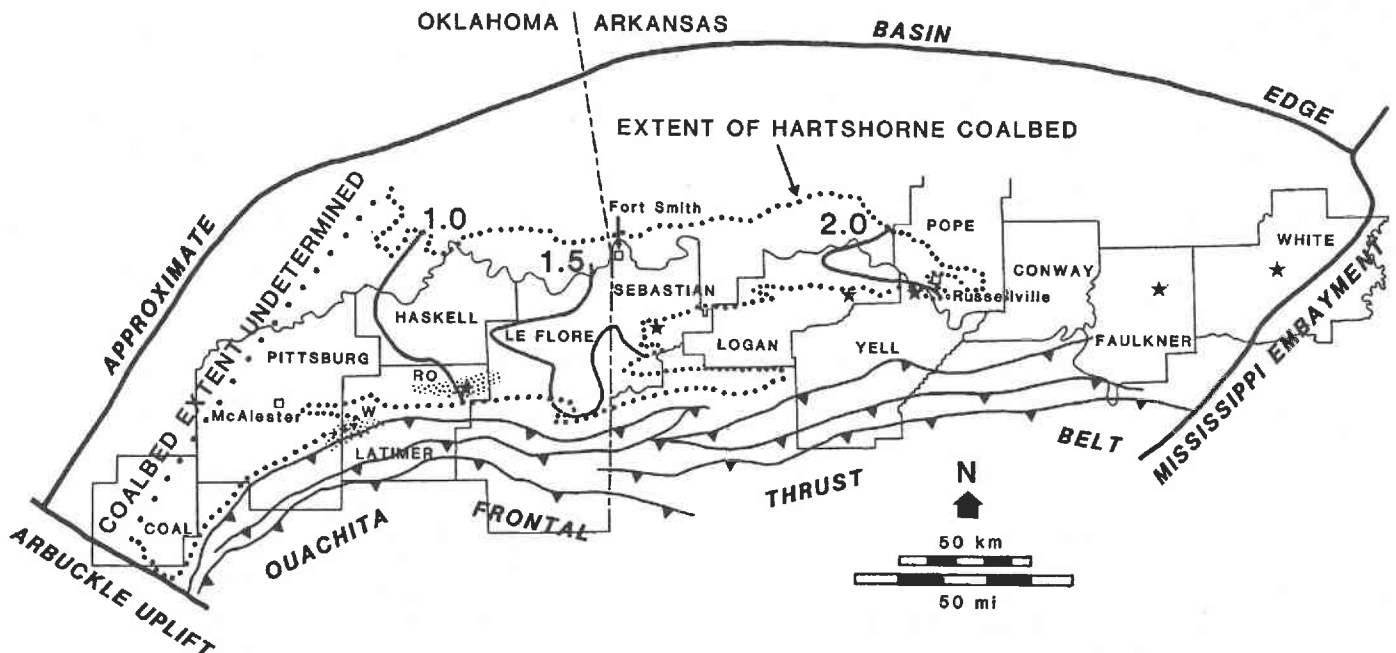 OKLAHOMA ARKANSAS
BASIN
EDGE
EXTENT OF HARTSHORNE COALBED
APPROXIMATE
COALBED EXTENT UNDETERMINED
1.0
Fort Smith
2.0
POPE
WHITE
1.5
CONWAY
HASKELL
SEBASTIAN
Russellville
LE FLORE
PITTSBURG
LOGAN
YELL
FAULKNER
RO
McAlester
W
LATIMER
MISSISSIPPI EMBAYMENT
COAL
OUACHITA
FRONTAL
THRUST
BELT
N
ARBUCKLE UPLIFT
50 km
50 mi